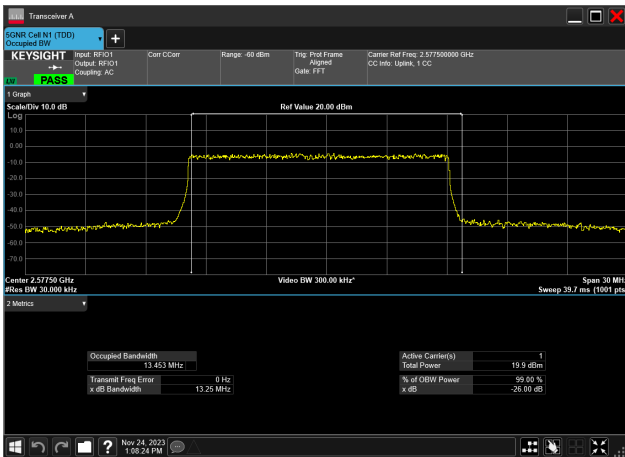 Transceiver A
5GNR Cell N1 (TDD)
Occupied BW
KEYSIGHT
PASS
Input: RFIO1
Output: RFIO1
Coupling: AC
Corr CCorr
Range: -60 dBm
Trig: Prot Frame
Aligned
Gate: FFT
Carrier Ref Freq: 2.577500000 GHz
CC Info: Uplink, 1 CC
1 Graph
Scale/Div 10.0 dB
Ref Value 20.00 dBm
Log
10.0
0.00
-10.0
-20.0
-30.0
-40.0
-50.0
-60.0
-70.0
Center 2.57750 GHz
Video BW 300.00 kHz*
Span 30 MHz
#Res BW 30.000 kHz
Sweep 39.7 ms (1001 pts)
2 Metrics
Occupied Bandwidth
13.453 MHz
Transmit Freq Error 0 Hz
x dB Bandwidth 13.25 MHz
Active Carrier(s) 1
Total Power 19.9 dBm
% of OBW Power 99.00 %
x dB -26.00 dB
Nov 24, 2023
1:08:24 PM